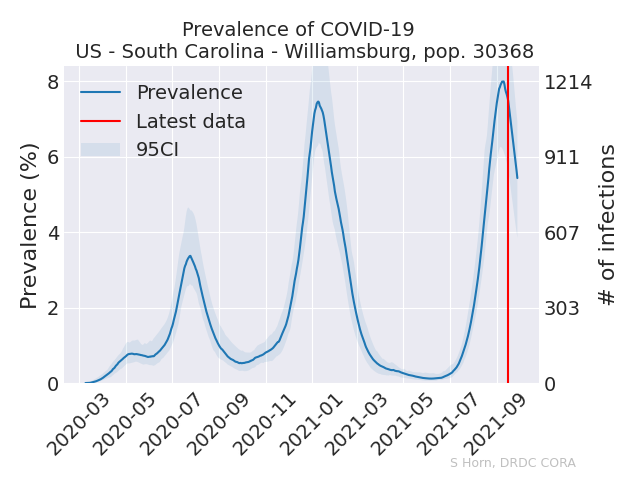 Prevalence of COVID-19
US - South Carolina - Williamsburg, pop. 30368
Prevalence
Latest data
95CI
Prevalence (%)
8
6
4
2
0
1214
911
607
303
0
# of infections
2020-03
2020-05
2020-07
2020-09
2020-11
2021-01
2021-03
2021-05
2021-07
2021-09
S Horn, DRDC CORA